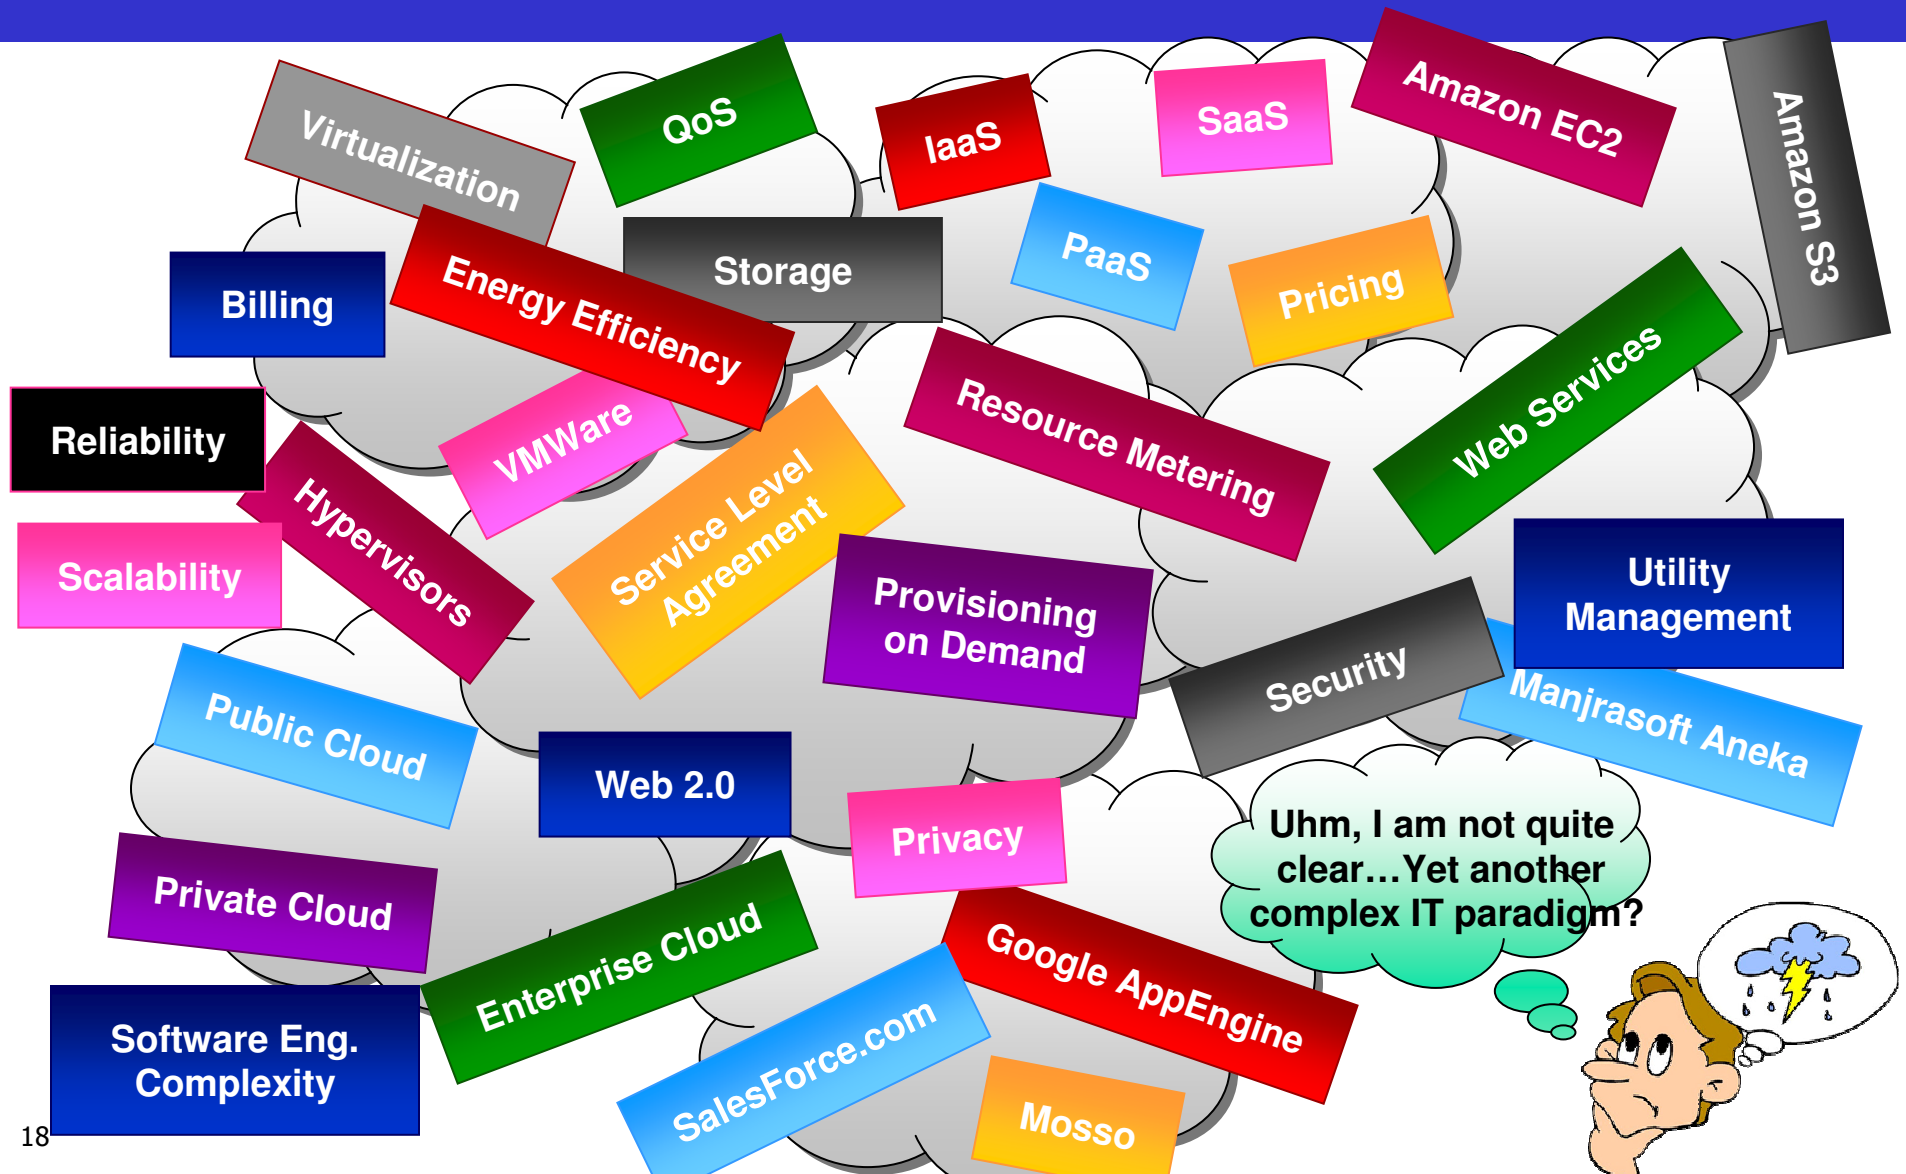 Virtualization
QoS
IaaS
SaaS
Amazon EC2
Amazon S3
Billing
Energy Efficiency
Storage
PaaS
Pricing
Web Services
Reliability
VMWare
Resource Metering
Hypervisors
Service Level
Agreement
Scalability
Provisioning
on Demand
Utility
Management
Security
Manjrasoft Aneka
Public Cloud
Web 2.0
Privacy
Uhm, I am not quite
clear…Yet another
complex IT paradigm?
Private Cloud
Enterprise Cloud
Google AppEngine
Software Eng.
Complexity
SalesForce.com
Mosso
18